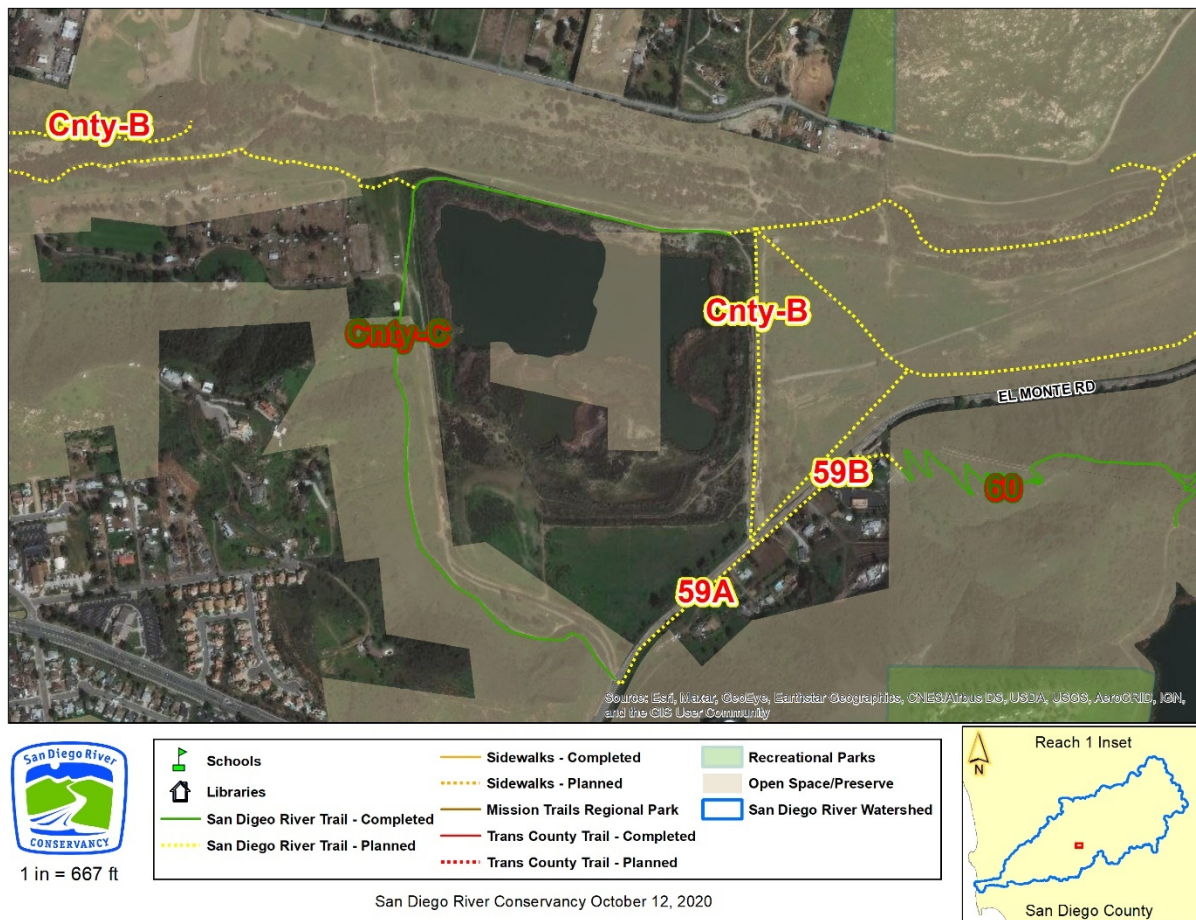 Cnty-B
Cnty-B
Cnty-C
EL MONTE RD
59B
60
59A
Source: Esri, Maxar, GeoEye, Earthstar Geographics, CNES/Airbus DS, USDA, USGS, AeroGRID, IGN,
and the GIS User Community
San Diego River
CONSERVANCY
1 in = 667 ft
Schools
Libraries
San Digeo River Trail - Completed
San Diego River Trail - Planned
Sidewalks - Completed
Sidewalks - Planned
Mission Trails Regional Park
Trans County Trail - Completed
Trans County Trail - Planned
Recreational Parks
Open Space/Preserve
San Diego River Watershed
Reach 1 Inset
N
San Diego County
San Diego River Conservancy October 12, 2020